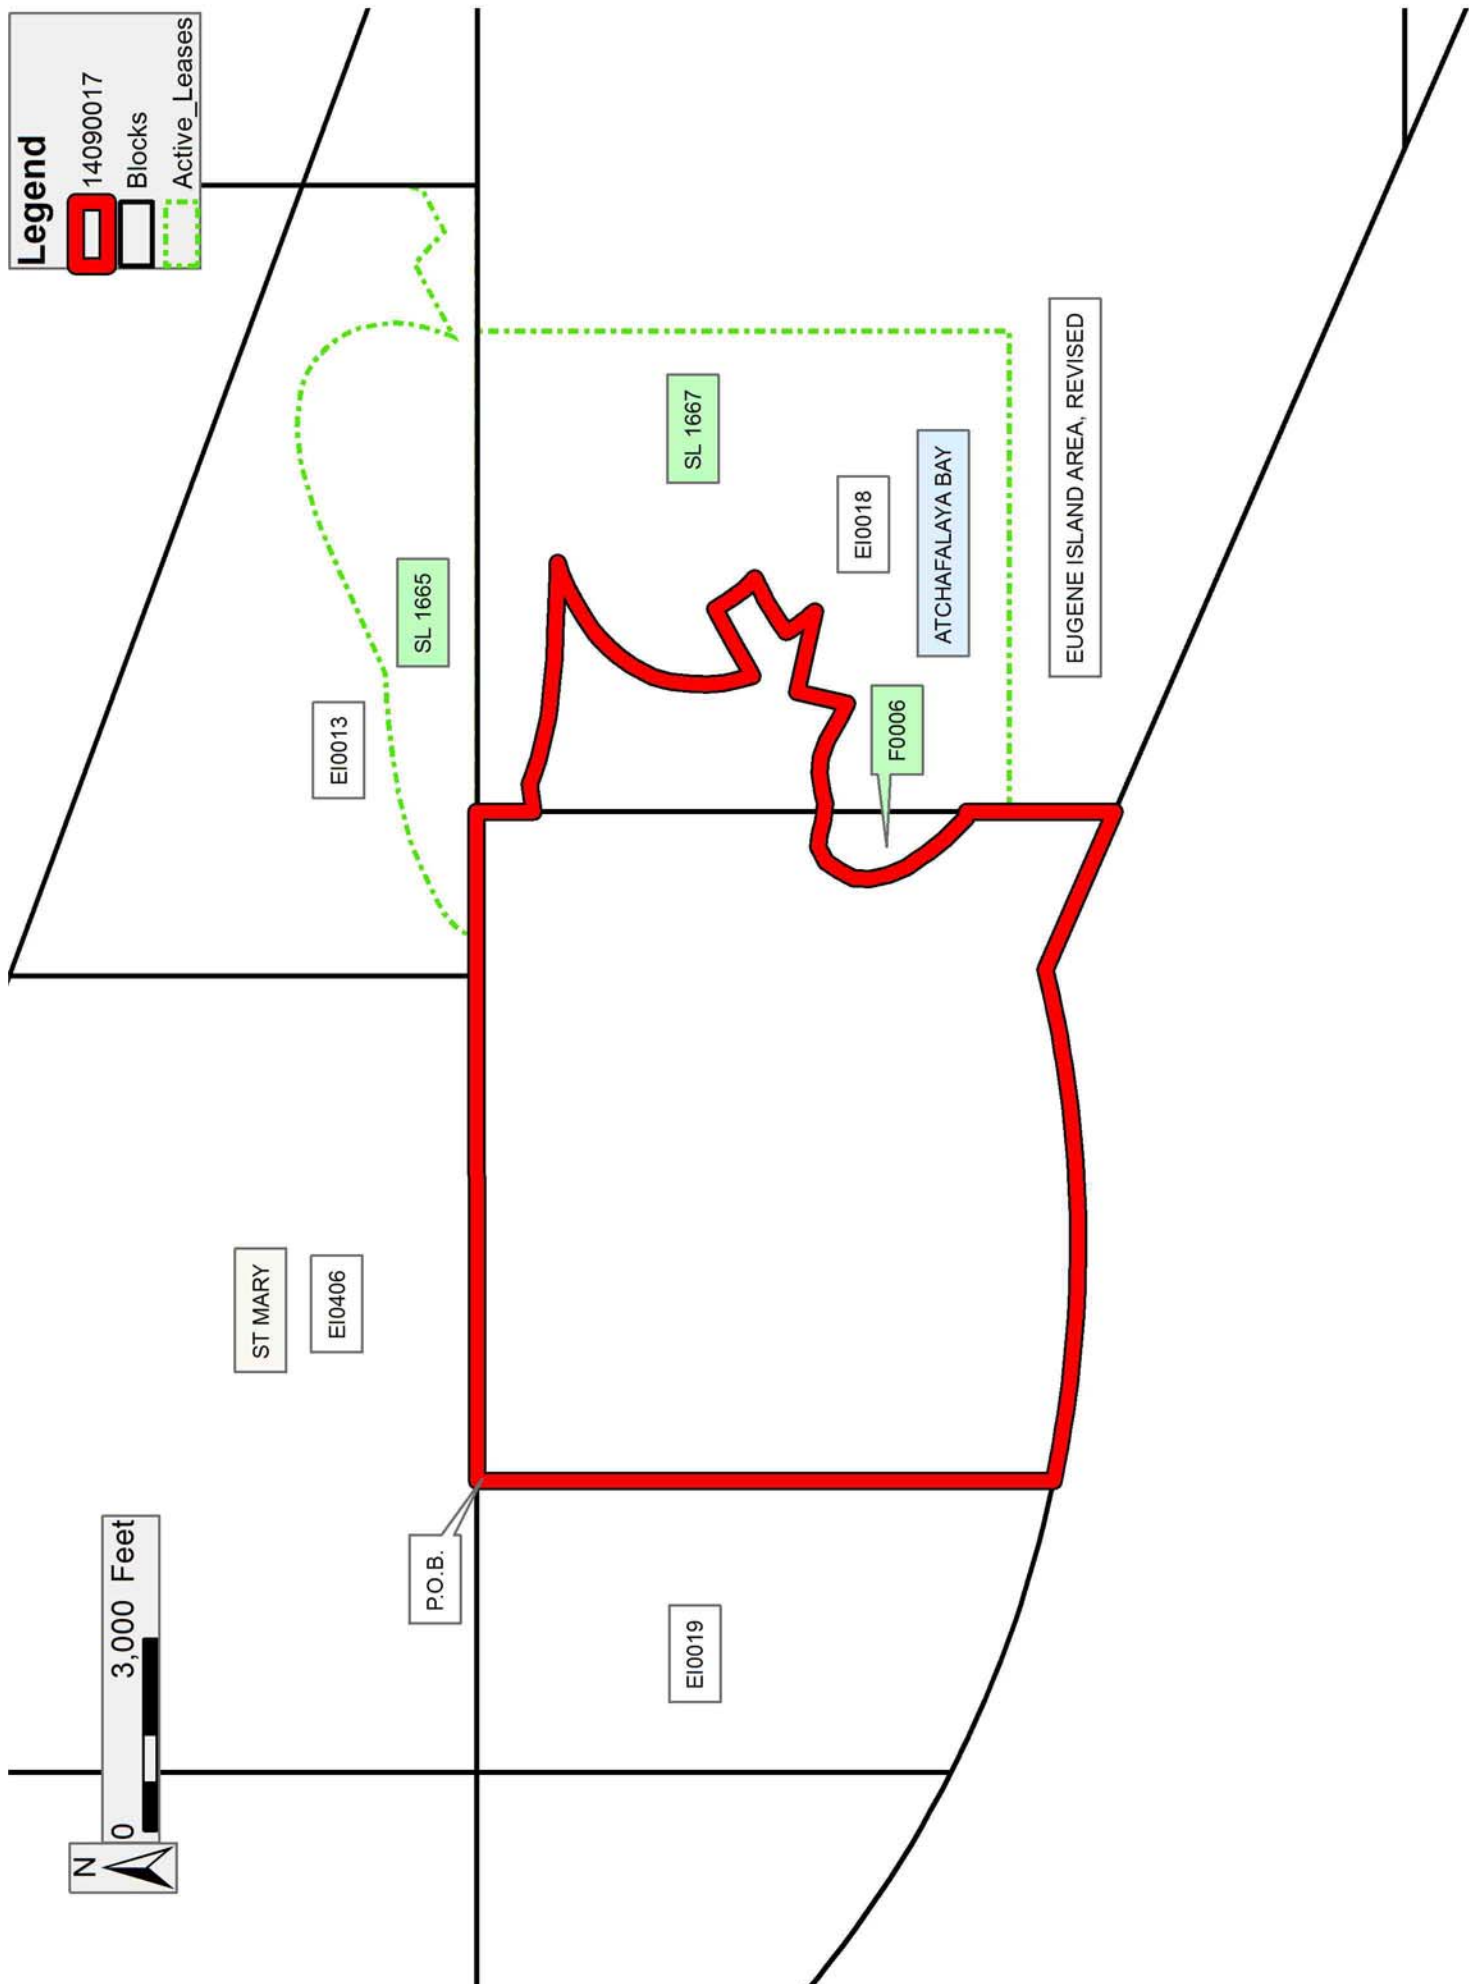 N
0 3,000 Feet
Legend
14090017
Blocks
Active_Leases
ST MARY
EI0406
EI0013
SL 1665
P.O.B.
EI0019
SL 1667
EI0018
F0006
ATCHAFALAYA BAY
EUGENE ISLAND AREA, REVISED